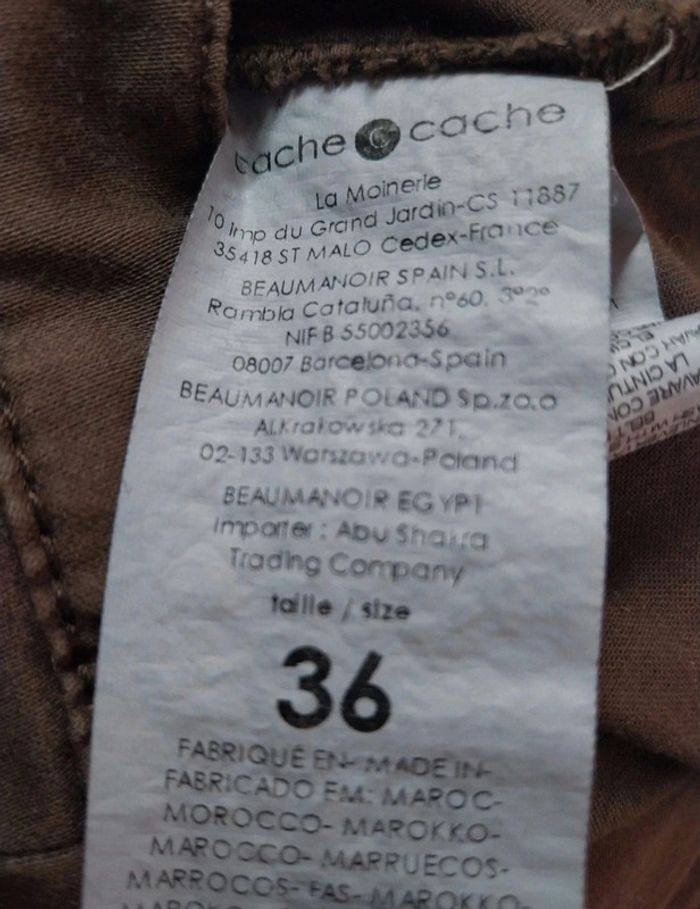 cache cache
La Moinerie
10 Imp du Grand Jardin-CS 11887
35418 ST MALO Cedex-France
BEAUMANOIR SPAIN S.L.
Rambla Cataluña, nº60, 3º2º
NIF B 55002356
08007 Barcelona-Spain
BEAUMANOIR POLAND Sp.zo.o
Al.Krakowska 271,
02-133 Warszawa-Poland
BEAUMANOIR EGYPT
Importer : Abu Shakra
Trading Company
taille / size
36
FABRIQUÉ EN- MADE IN-
FABRICADO EM: MAROC-
MOROCCO- MAROKKO-
MAROCCO- MARRUECOS-
MARROCOS- FAS- MAROKKO-
LA CINTU